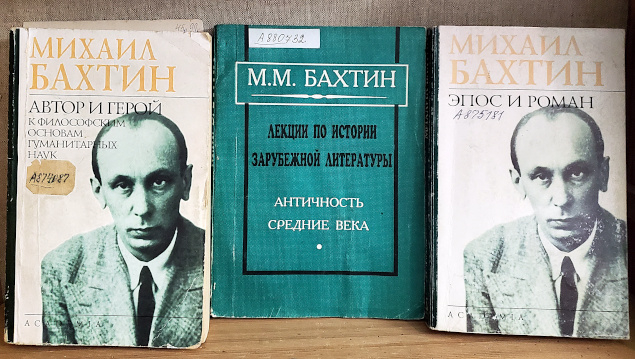 МИХАИЛ
БАХТИН
АВТОР И ГЕРОЙ
К ФИЛОСОФСКИМ
ОСНОВАМ
ГУМАНИТАРНЫХ
НАУК
А874087
А880732
М.М. БАХТИН
ЛЕКЦИИ ПО ИСТОРИИ
ЗАРУБЕЖНОЙ ЛИТЕРАТУРЫ
АНТИЧНОСТЬ
СРЕДНИЕ ВЕКА
МИХАИЛ
БАХТИН
ЭПОС И РОМАН
А875181